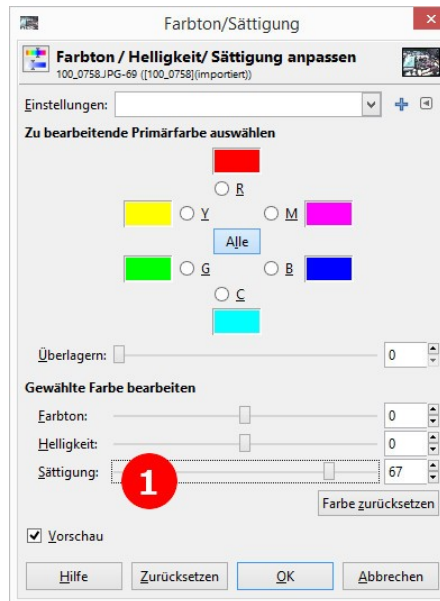 Farbton/Sättigung
Farbton / Helligkeit/ Sättigung anpassen
100_0758.JPG-69 ([100_0758](importiert))
Einstellungen:
Zu bearbeitende Primärfarbe auswählen
R
Y M
Alle
G B
C
Überlagern: 0
Gewählte Farbe bearbeiten
Farbton: 0
Helligkeit: 0
Sättigung: 1 67
Farbe zurücksetzen
Vorschau
Hilfe Zurücksetzen OK Abbrechen